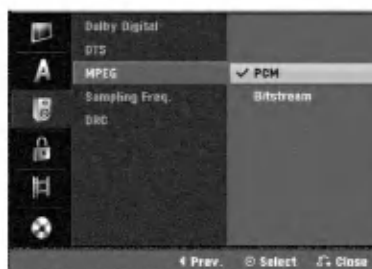 Dolby Digital
DTS
MPEG
✓ PCM
Sampling Freq.
Bitstream
DRC
A
Prev. Select Close